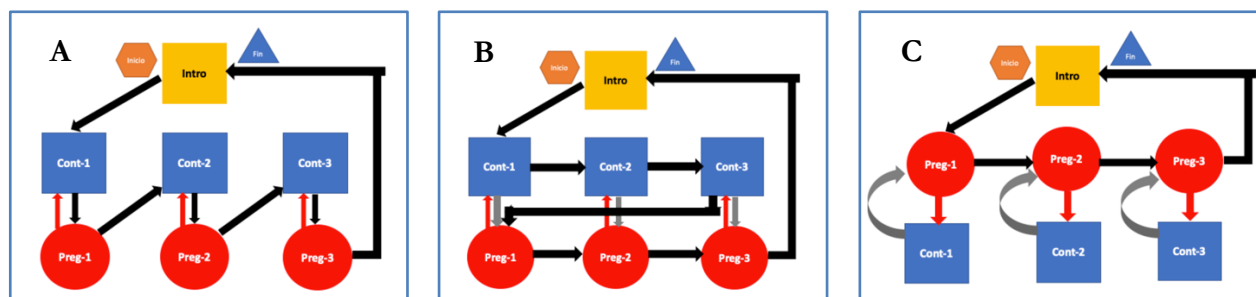 A
Inicio
Fin
Intro
Cont-1
Cont-2
Cont-3
Preg-1
Preg-2
Preg-3
B
Inicio
Fin
Intro
Cont-1
Cont-2
Cont-3
Preg-1
Preg-2
Preg-3
C
Inicio
Fin
Intro
Preg-1
Preg-2
Preg-3
Cont-1
Cont-2
Cont-3